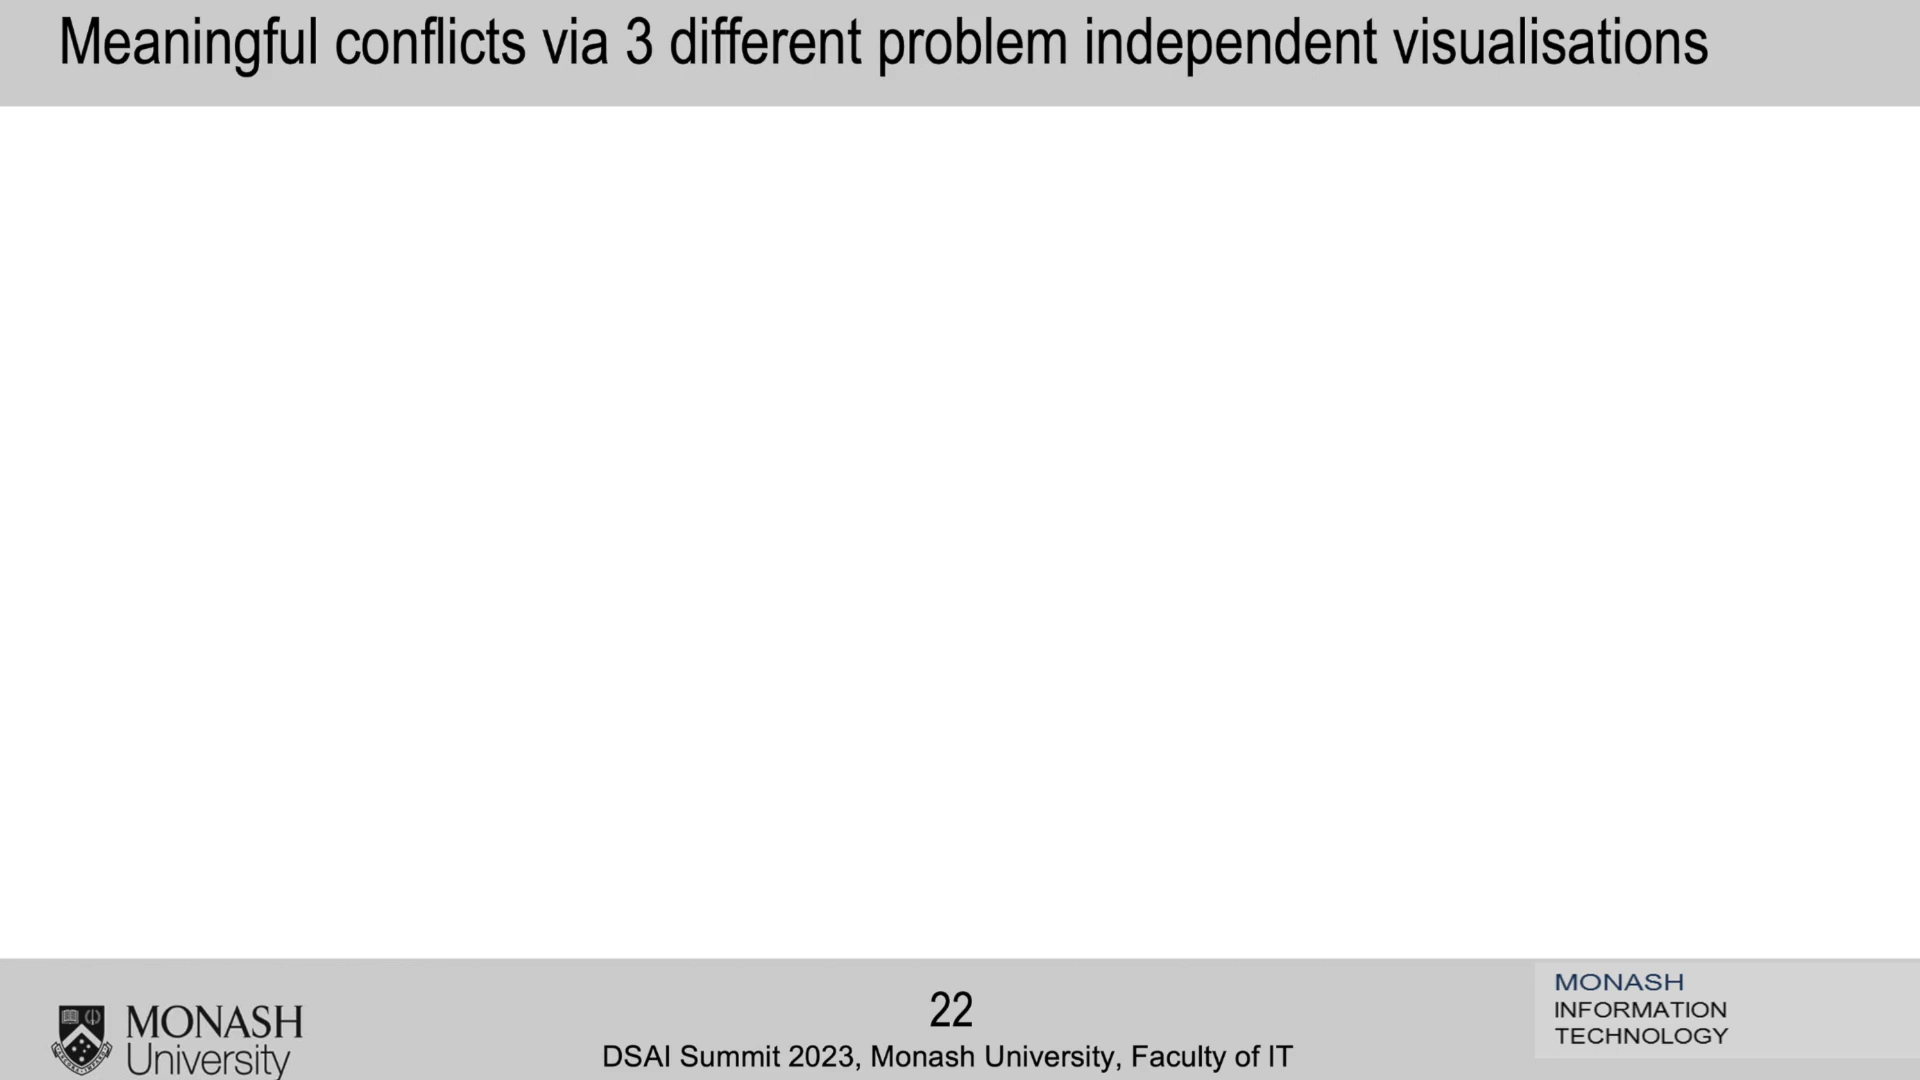 Meaningful conflicts via 3 different problem independent visualisations
MONASH
University
22
DSAI Summit 2023, Monash University, Faculty of IT
MONASH
INFORMATION
TECHNOLOGY